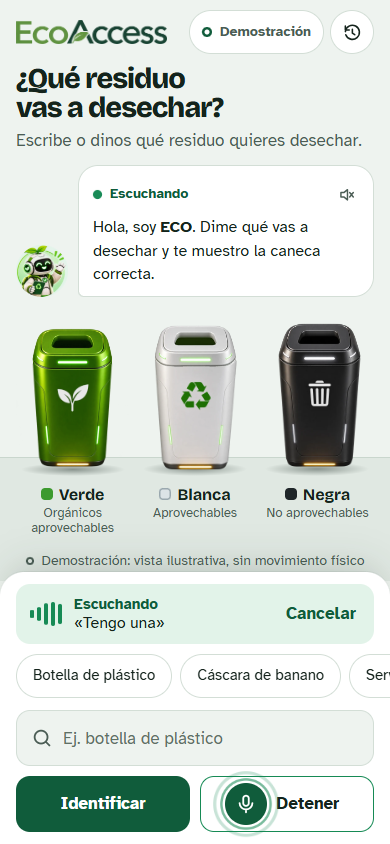 EcoAccess
Demostración
¿Qué residuo
vas a desechar?
Escribe o dinos qué residuo quieres desechar.
Escuchando
Hola, soy ECO. Dime qué vas a
desechar y te muestro la caneca
correcta.
Verde
Orgánicos
aprovechables
Blanca
Aprovechables
Negra
No aprovechables
Demostración: vista ilustrativa, sin movimiento físico
Escuchando
«Tengo una»
Cancelar
Botella de plástico
Cáscara de banano
Serv
Ej. botella de plástico
Identificar
Detener